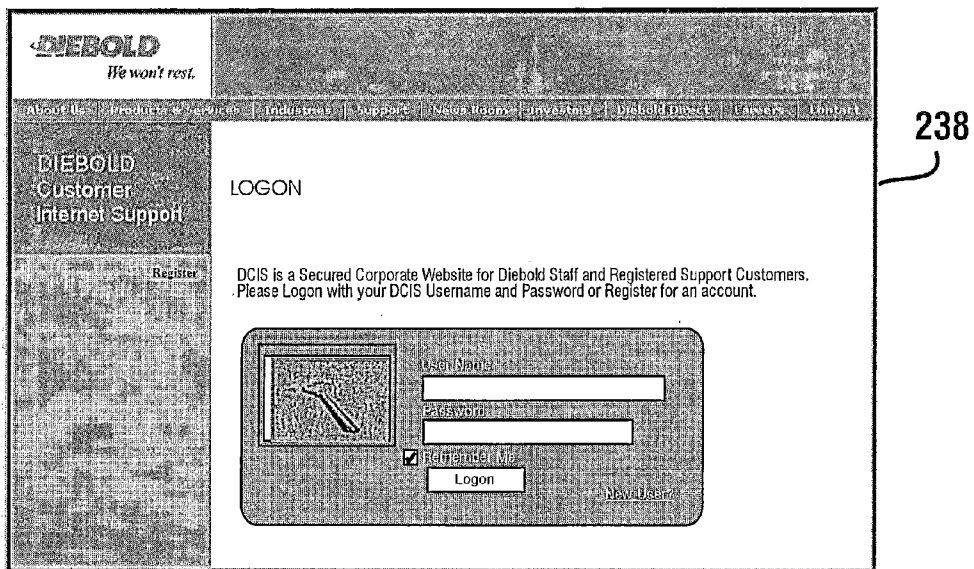 DIEBOLD
We won't rest.
About Us | Products & Services | Industries | Support | News Room | Investors | Diebold Direct | Careers | Contact
238
DIEBOLD
Customer
Internet Support
LOGON
Register
DCIS is a Secured Corporate Website for Diebold Staff and Registered Support Customers.
Please Logon with your DCIS Username and Password or Register for an account.
User Name
Password
Remember Me
Logon
New User?